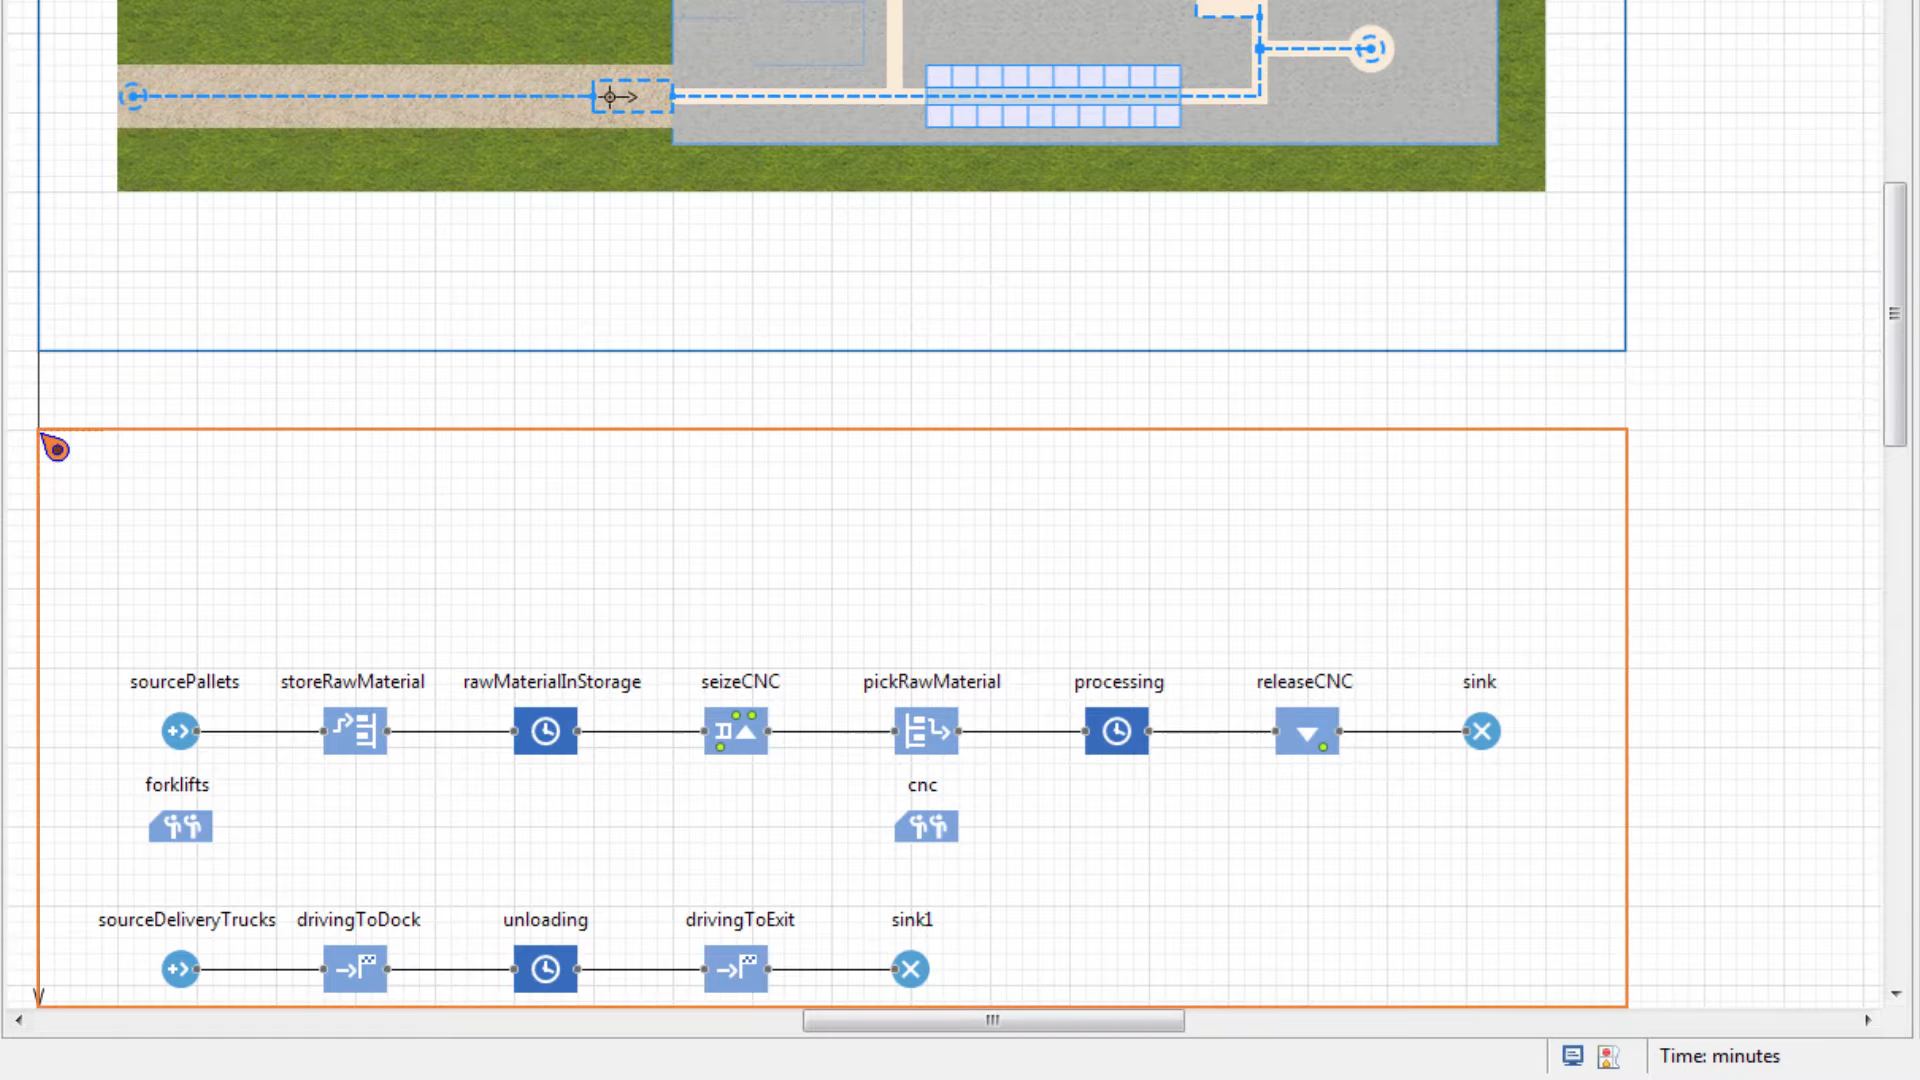 sourcePallets storeRawMaterial rawMaterialInStorage seizeCNC pickRawMaterial processing releaseCNC sink
forklifts cnc
sourceDeliveryTrucks drivingToDock unloading drivingToExit sink1
Time: minutes